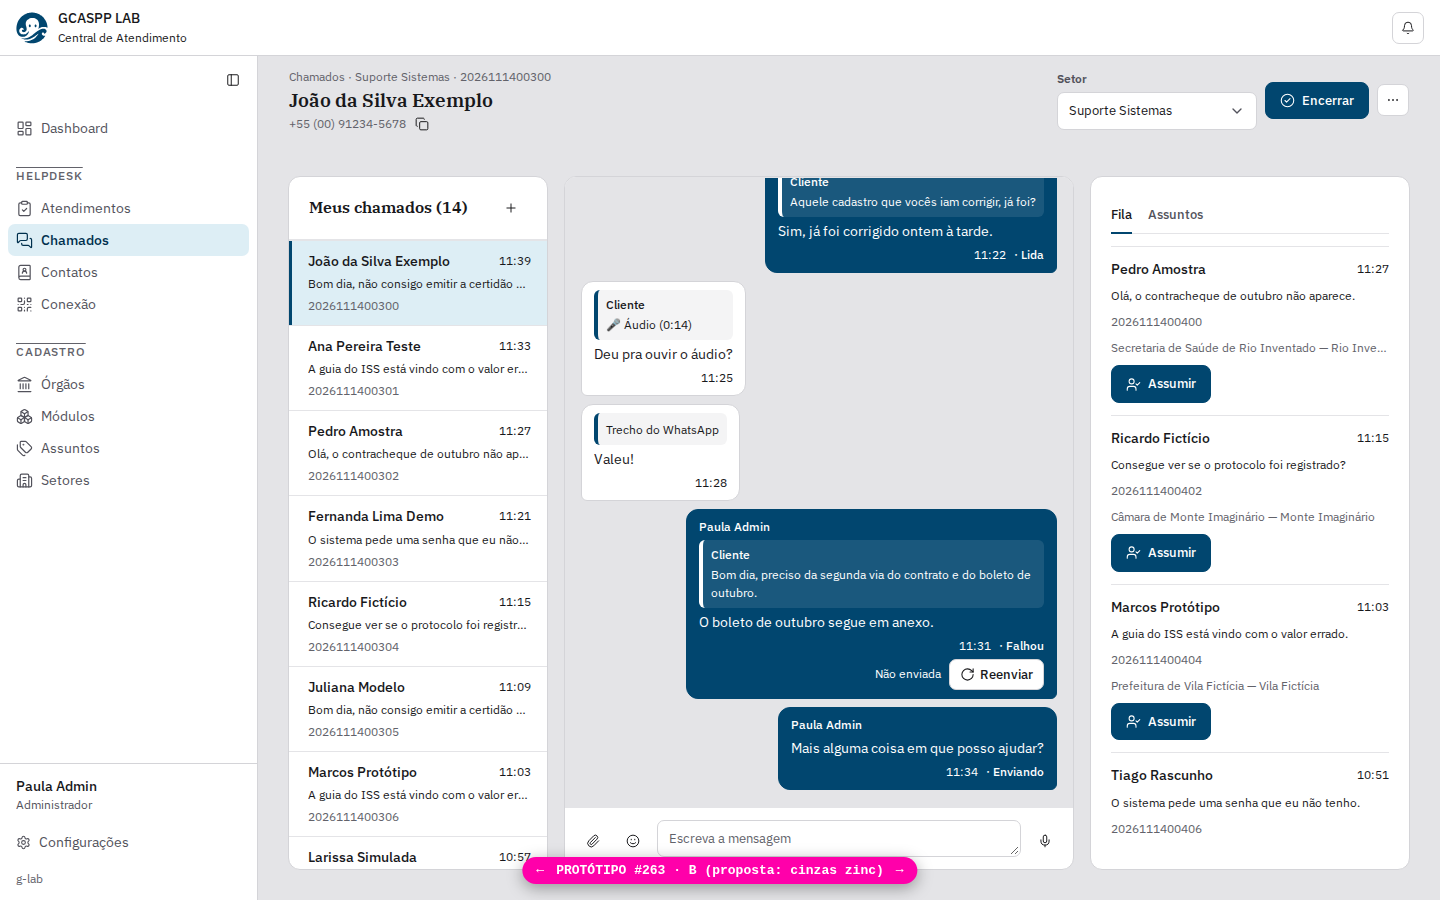 GCASPP LAB
Central de Atendimento
Dashboard
HELPDESK
Atendimentos
Chamados
Contatos
Conexão
CADASTRO
Órgãos
Módulos
Assuntos
Setores
Paula Admin
Administrador
Configurações
g-lab
Chamados · Suporte Sistemas · 2026111400300
João da Silva Exemplo
+55 (00) 91234-5678
Setor
Suporte Sistemas
Encerrar
Meus chamados (14)
João da Silva Exemplo 11:39
Bom dia, não consigo emitir a certidão ...
2026111400300
Ana Pereira Teste 11:33
A guia do ISS está vindo com o valor er...
2026111400301
Pedro Amostra 11:27
Olá, o contracheque de outubro não ap...
2026111400302
Fernanda Lima Demo 11:21
O sistema pede uma senha que eu não...
2026111400303
Ricardo Fictício 11:15
Consegue ver se o protocolo foi registr...
2026111400304
Juliana Modelo 11:09
Bom dia, não consigo emitir a certidão ...
2026111400305
Marcos Protótipo 11:03
A guia do ISS está vindo com o valor er...
2026111400306
Larissa Simulada 10:57
Cliente
Aquele cadastro que vocês iam corrigir, já foi?
Sim, já foi corrigido ontem à tarde.
11:22 · Lida
Cliente
🎤 Áudio (0:14)
Deu pra ouvir o áudio?
11:25
Trecho do WhatsApp
Valeu!
11:28
Paula Admin
Cliente
Bom dia, preciso da segunda via do contrato e do boleto de
outubro.
O boleto de outubro segue em anexo.
11:31 · Falhou
Não enviada Reenviar
Paula Admin
Mais alguma coisa em que posso ajudar?
11:34 · Enviando
Escreva a mensagem
Fila Assuntos
Pedro Amostra 11:27
Olá, o contracheque de outubro não aparece.
2026111400400
Secretaria de Saúde de Rio Inventado — Rio Inve...
Assumir
Ricardo Fictício 11:15
Consegue ver se o protocolo foi registrado?
2026111400402
Câmara de Monte Imaginário — Monte Imaginário
Assumir
Marcos Protótipo 11:03
A guia do ISS está vindo com o valor errado.
2026111400404
Prefeitura de Vila Fictícia — Vila Fictícia
Assumir
Tiago Rascunho 10:51
O sistema pede uma senha que eu não tenho.
2026111400406
← PROTÓTIPO #263 · B (proposta: cinzas zinc) →